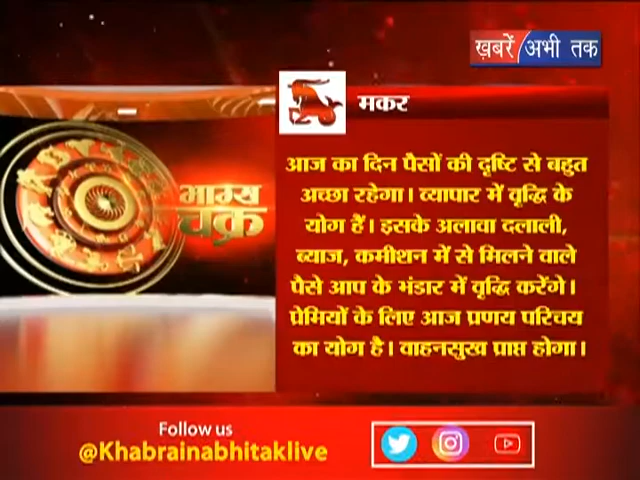 ख़बरें अभी तक
मकर
आज का दिन पैसों की दृष्टि से बहुत
अच्छा रहेगा। व्यापार में वृद्धि के
योग हैं। इसके अलावा दलाली,
ब्याज, कमीशन में से मिलने वाले
पैसे आप के भंडार में वृद्धि करेंगे।
प्रेमियों के लिए आज प्रणय परिचय
का योग है। वाहनसुख प्राप्त होगा।
भाग्य
चक्र
Follow us
@Khabrainabhitaklive